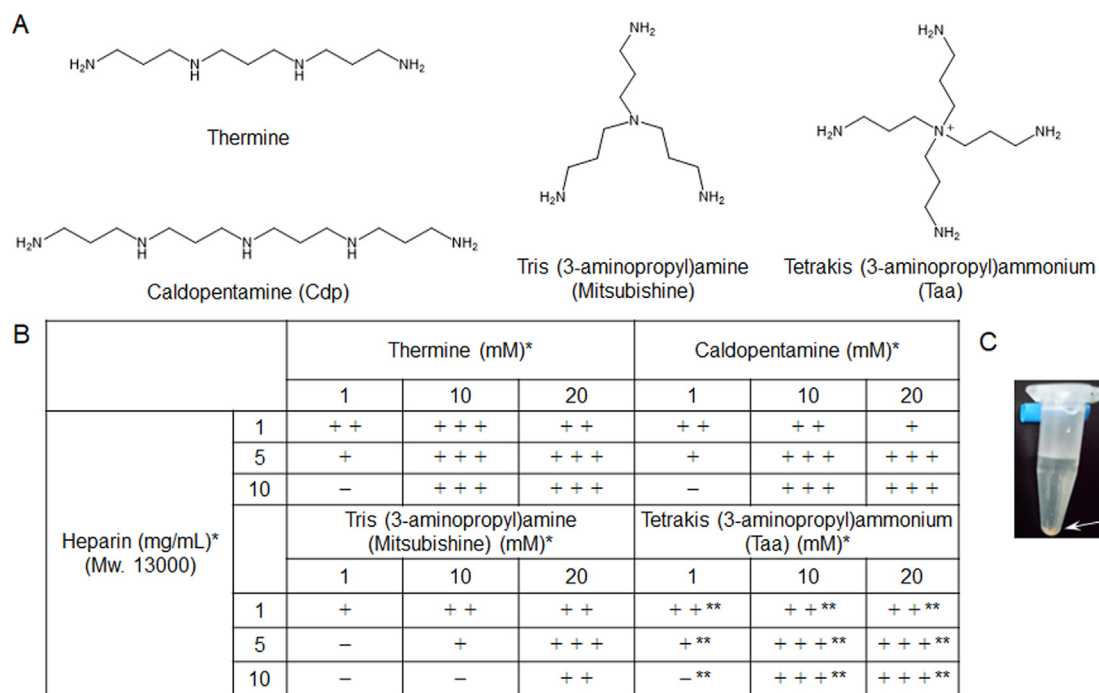 A
H₂N
N
H
N
H
NH₂
Thermine
H₂N
N
H
N
H
N
H
NH₂
Caldopentamine (Cdp)
NH₂
N
H₂N
NH₂
Tris (3-aminopropyl)amine
(Mitsubishine)
H₂N
H₂N
N⁺
NH₂
NH₂
Tetrakis (3-aminopropyl)ammonium
(Taa)
B
Thermine (mM)* Caldopentamine (mM)*
1 10 20 1 10 20
1 + + + + + + + + + + + + +
5 + + + + + + + + + + + + + +
10 − + + + + + + − + + + + + +
Heparin (mg/mL)*
(Mw. 13000)
Tris (3-aminopropyl)amine
(Mitsubishine) (mM)*
Tetrakis (3-aminopropyl)ammonium
(Taa) (mM)*
1 10 20 1 10 20
1 + + + + + + +** + +** + +**
5 − + + + + +** + + +** + + +**
10 − − + + −** + + +** + + +**
C